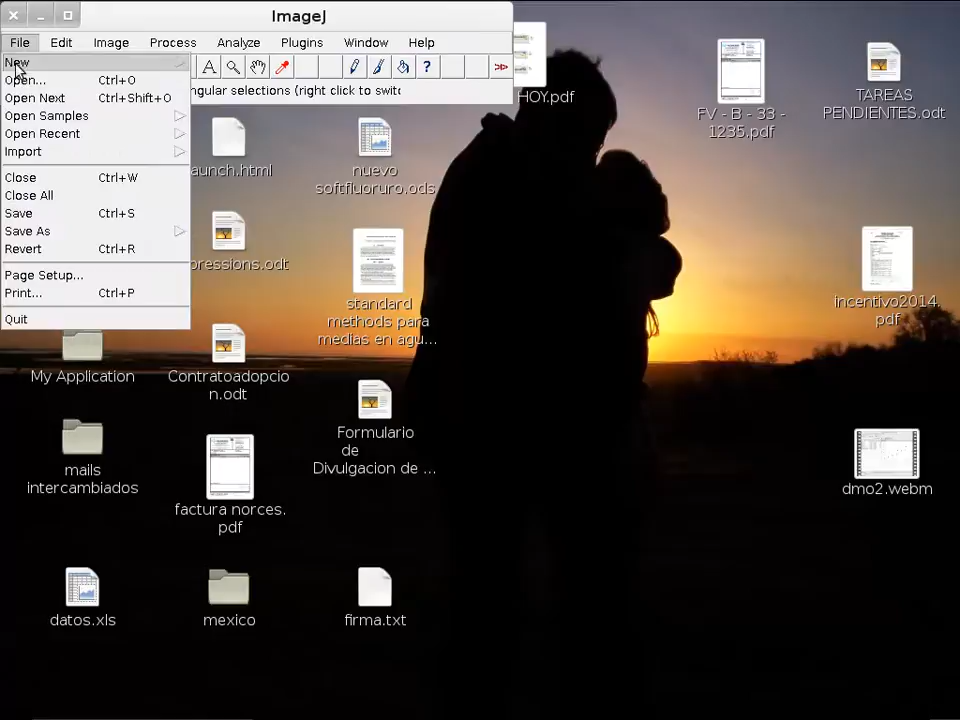 ImageJ
File Edit Image Process Analyze Plugins Window Help
New
Open... Ctrl+O
Open Next Ctrl+Shift+O
Open Samples
Open Recent
Import
Close Ctrl+W
Close All
Save Ctrl+S
Save As
Revert Ctrl+R
Page Setup...
Print... Ctrl+P
Quit
A ?
ngular selections (right click to switc
HOY.pdf
FV - B - 33 -
1235.pdf
TAREAS
PENDIENTES.odt
aunch.html
nuevo
softfluoruro.ods
pressions.odt
standard
methods para
medias en agu...
incentivo2014.
pdf
My Application
Contratoadopcio
n.odt
Formulario
de
Divulgacion de ...
mails
intercambiados
factura norces.
pdf
dmo2.webm
datos.xls
mexico
firma.txt